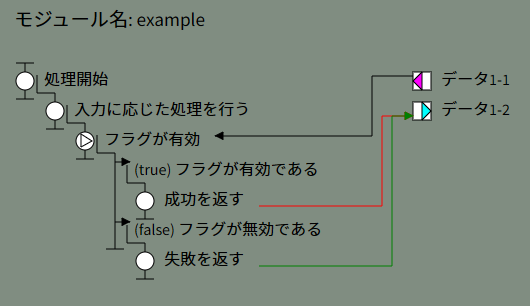 モジュール名: example
処理開始
データ1-1
入力に応じた処理を行う
データ1-2
フラグが有効
(true) フラグが有効である
成功を返す
(false) フラグが無効である
失敗を返す